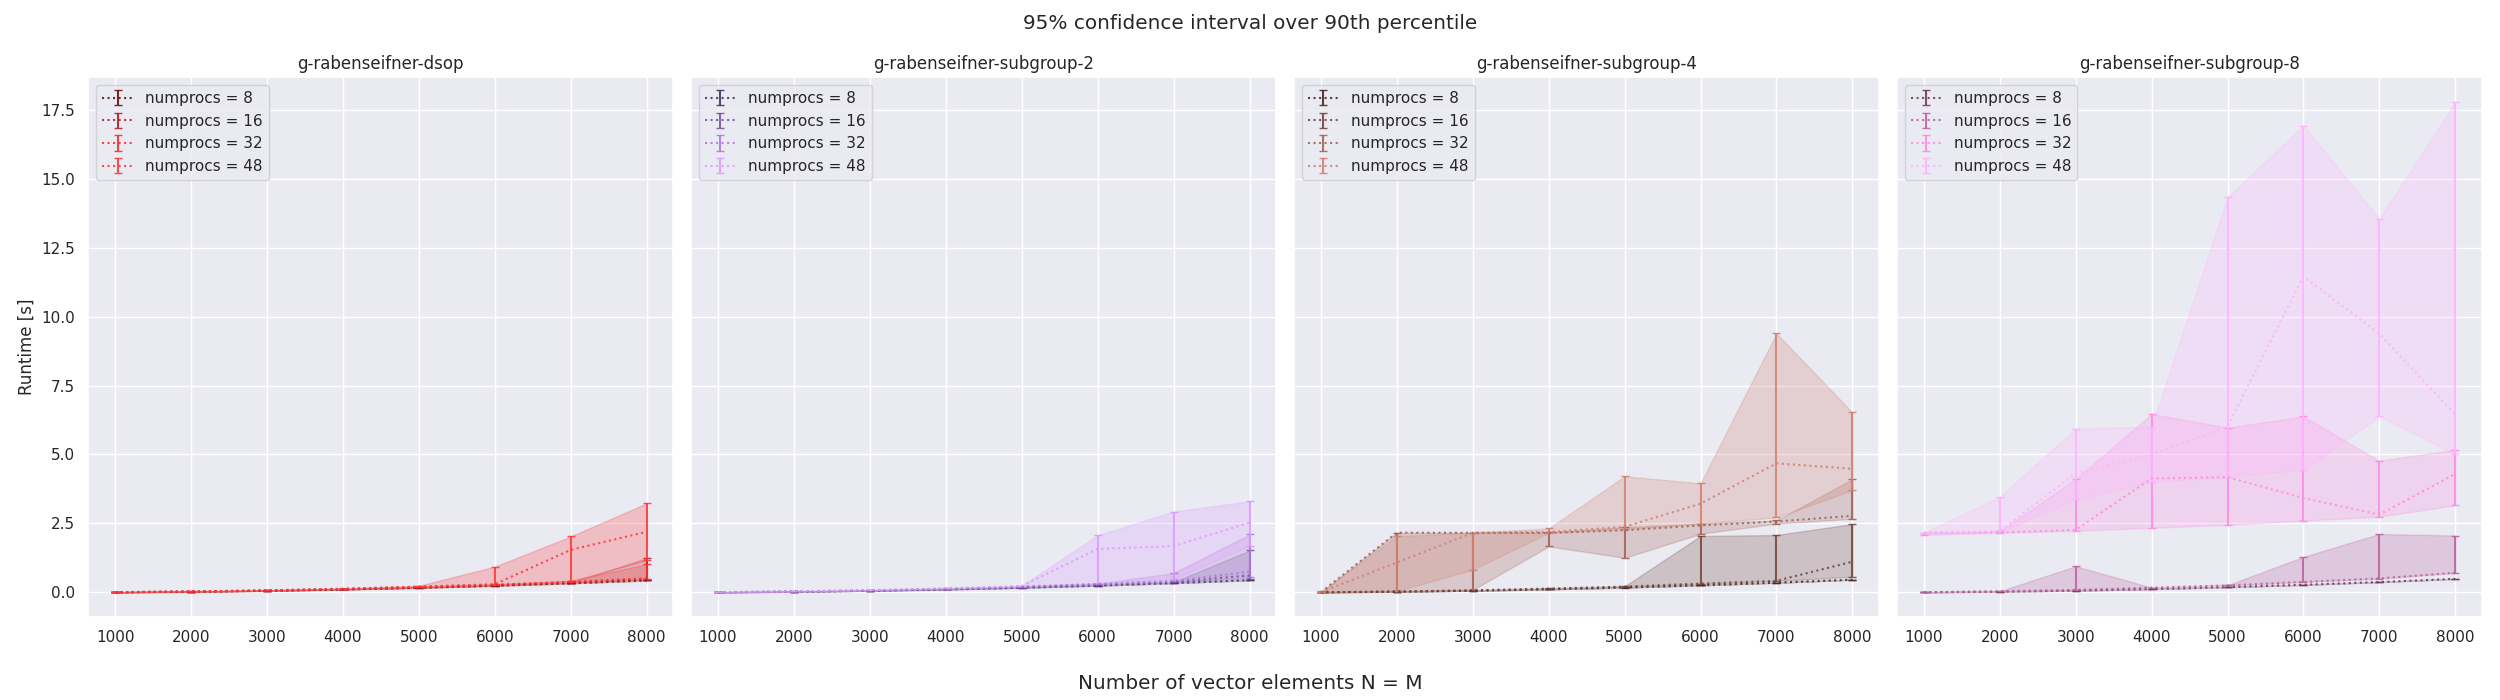 95% confidence interval over 90th percentile
g-rabenseifner-dsop
numprocs = 8
numprocs = 16
numprocs = 32
numprocs = 48
17.5
15.0
12.5
10.0
7.5
5.0
2.5
0.0
Runtime [s]
1000 2000 3000 4000 5000 6000 7000 8000
g-rabenseifner-subgroup-2
numprocs = 8
numprocs = 16
numprocs = 32
numprocs = 48
1000 2000 3000 4000 5000 6000 7000 8000
g-rabenseifner-subgroup-4
numprocs = 8
numprocs = 16
numprocs = 32
numprocs = 48
1000 2000 3000 4000 5000 6000 7000 8000
g-rabenseifner-subgroup-8
numprocs = 8
numprocs = 16
numprocs = 32
numprocs = 48
1000 2000 3000 4000 5000 6000 7000 8000
Number of vector elements N = M